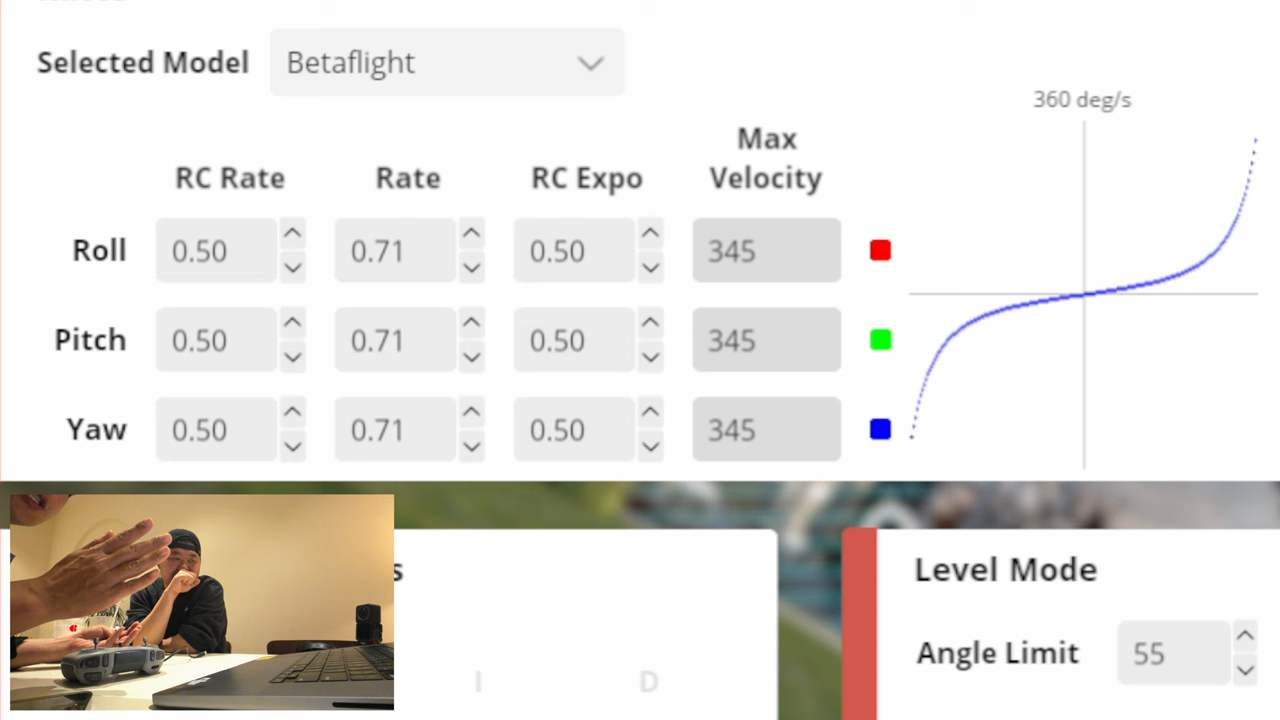 Selected Model Betaflight
360 deg/s
RC Rate Rate RC Expo Max Velocity
Roll 0.50 0.71 0.50 345
Pitch 0.50 0.71 0.50 345
Yaw 0.50 0.71 0.50 345
s
Level Mode
Angle Limit 55
I D